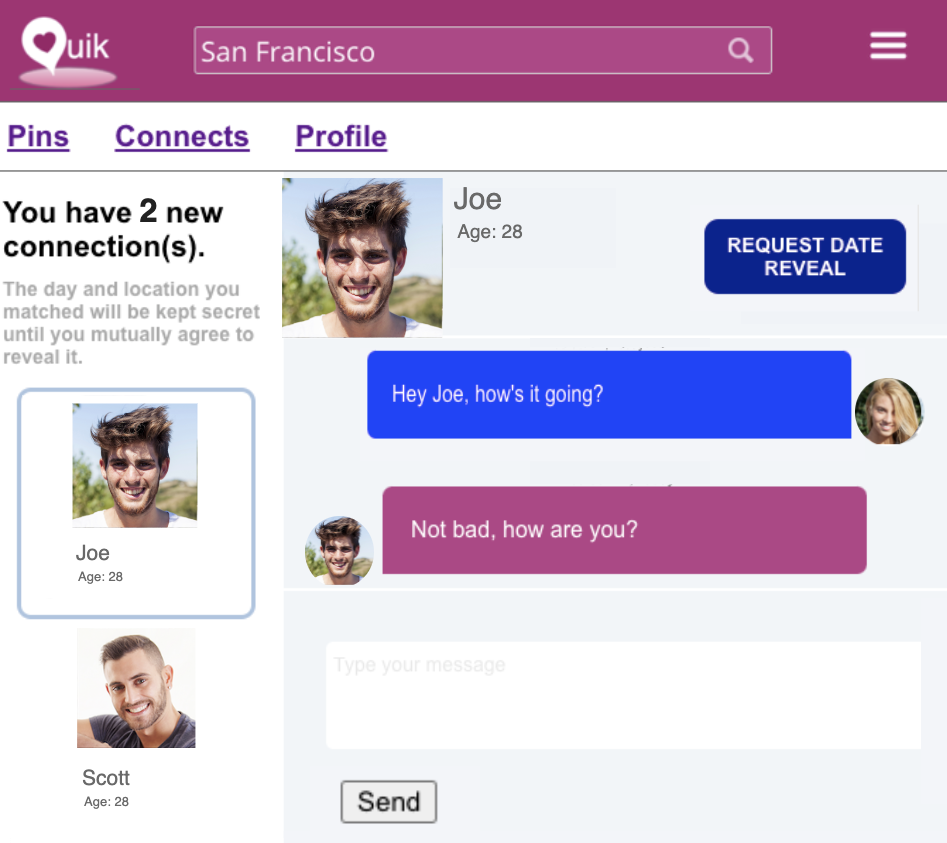 uik
San Francisco
Pins Connects Profile
You have 2 new
connection(s).
The day and location you
matched will be kept secret
until you mutually agree to
reveal it.
Joe
Age: 28
Scott
Age: 28
Joe
Age: 28
REQUEST DATE
REVEAL
Hey Joe, how's it going?
Not bad, how are you?
Type your message
Send